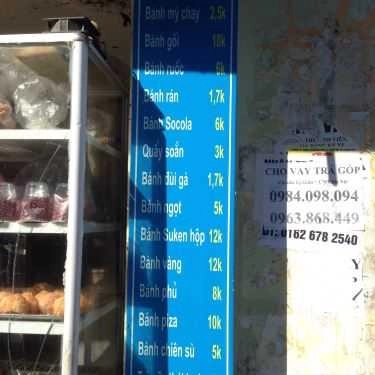 Bánh mỳ chay 2,5k
Bánh gối 10k
Bánh ruốc 6k
Bánh rán 1,7k
Bánh Socola 6k
Quẩy soắn 3k
Bánh đùi gà 1,7k
Bánh ngọt 5k
Bánh Suken hộp 12k
Bánh vàng 12k
Bánh phủ 8k
Bánh piza 10k
Bánh chiên sù 5k
CHO VAY TRẢ GÓP
0984.098.094
0963.868.449
ĐT: 0162 678 2540